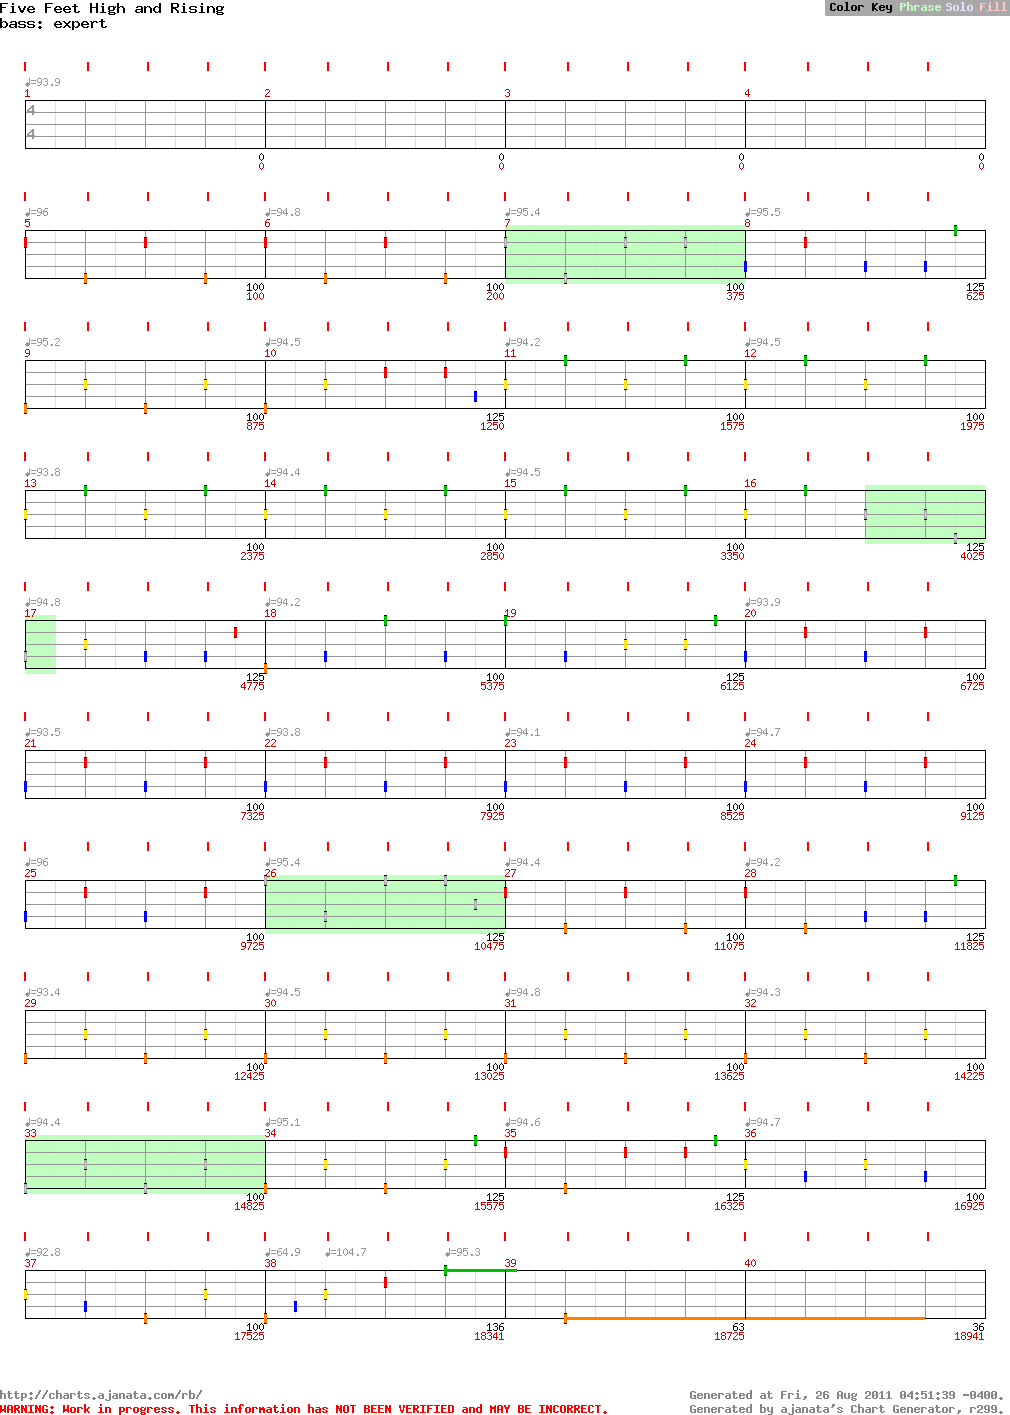 Five Feet High and Rising
bass: expert
Color Key Phrase Solo Fill
♩=93.9
1 2 3 4
4
4
0 0 0 0
0 0 0 0
♩=96 ♩=94.8 ♩=95.4 ♩=95.5
5 6 7 8
100 100 100 125
100 200 375 625
♩=95.2 ♩=94.5 ♩=94.2 ♩=94.5
9 10 11 12
100 125 100 100
875 1250 1575 1975
♩=93.8 ♩=94.4 ♩=94.5
13 14 15 16
100 100 100 125
2375 2850 3350 4025
♩=94.8 ♩=94.2 ♩=93.9
17 18 19 20
125 100 125 100
4775 5375 6125 6725
♩=93.5 ♩=93.8 ♩=94.1 ♩=94.7
21 22 23 24
100 100 100 100
7325 7925 8525 9125
♩=96 ♩=95.4 ♩=94.4 ♩=94.2
25 26 27 28
100 125 100 125
9725 10475 11075 11825
♩=93.4 ♩=94.5 ♩=94.8 ♩=94.3
29 30 31 32
100 100 100 100
12425 13025 13625 14225
♩=94.4 ♩=95.1 ♩=94.6 ♩=94.7
33 34 35 36
100 125 125 100
14825 15575 16325 16925
♩=92.8 ♩=64.9 ♩=104.7 ♩=95.3
37 38 39 40
100 136 63 36
17525 18341 18725 18941
http://charts.ajanata.com/rb/ Generated at Fri, 26 Aug 2011 04:51:39 -0400.
WARNING: Work in progress. This information has NOT BEEN VERIFIED and MAY BE INCORRECT. Generated by ajanata's Chart Generator, r299.